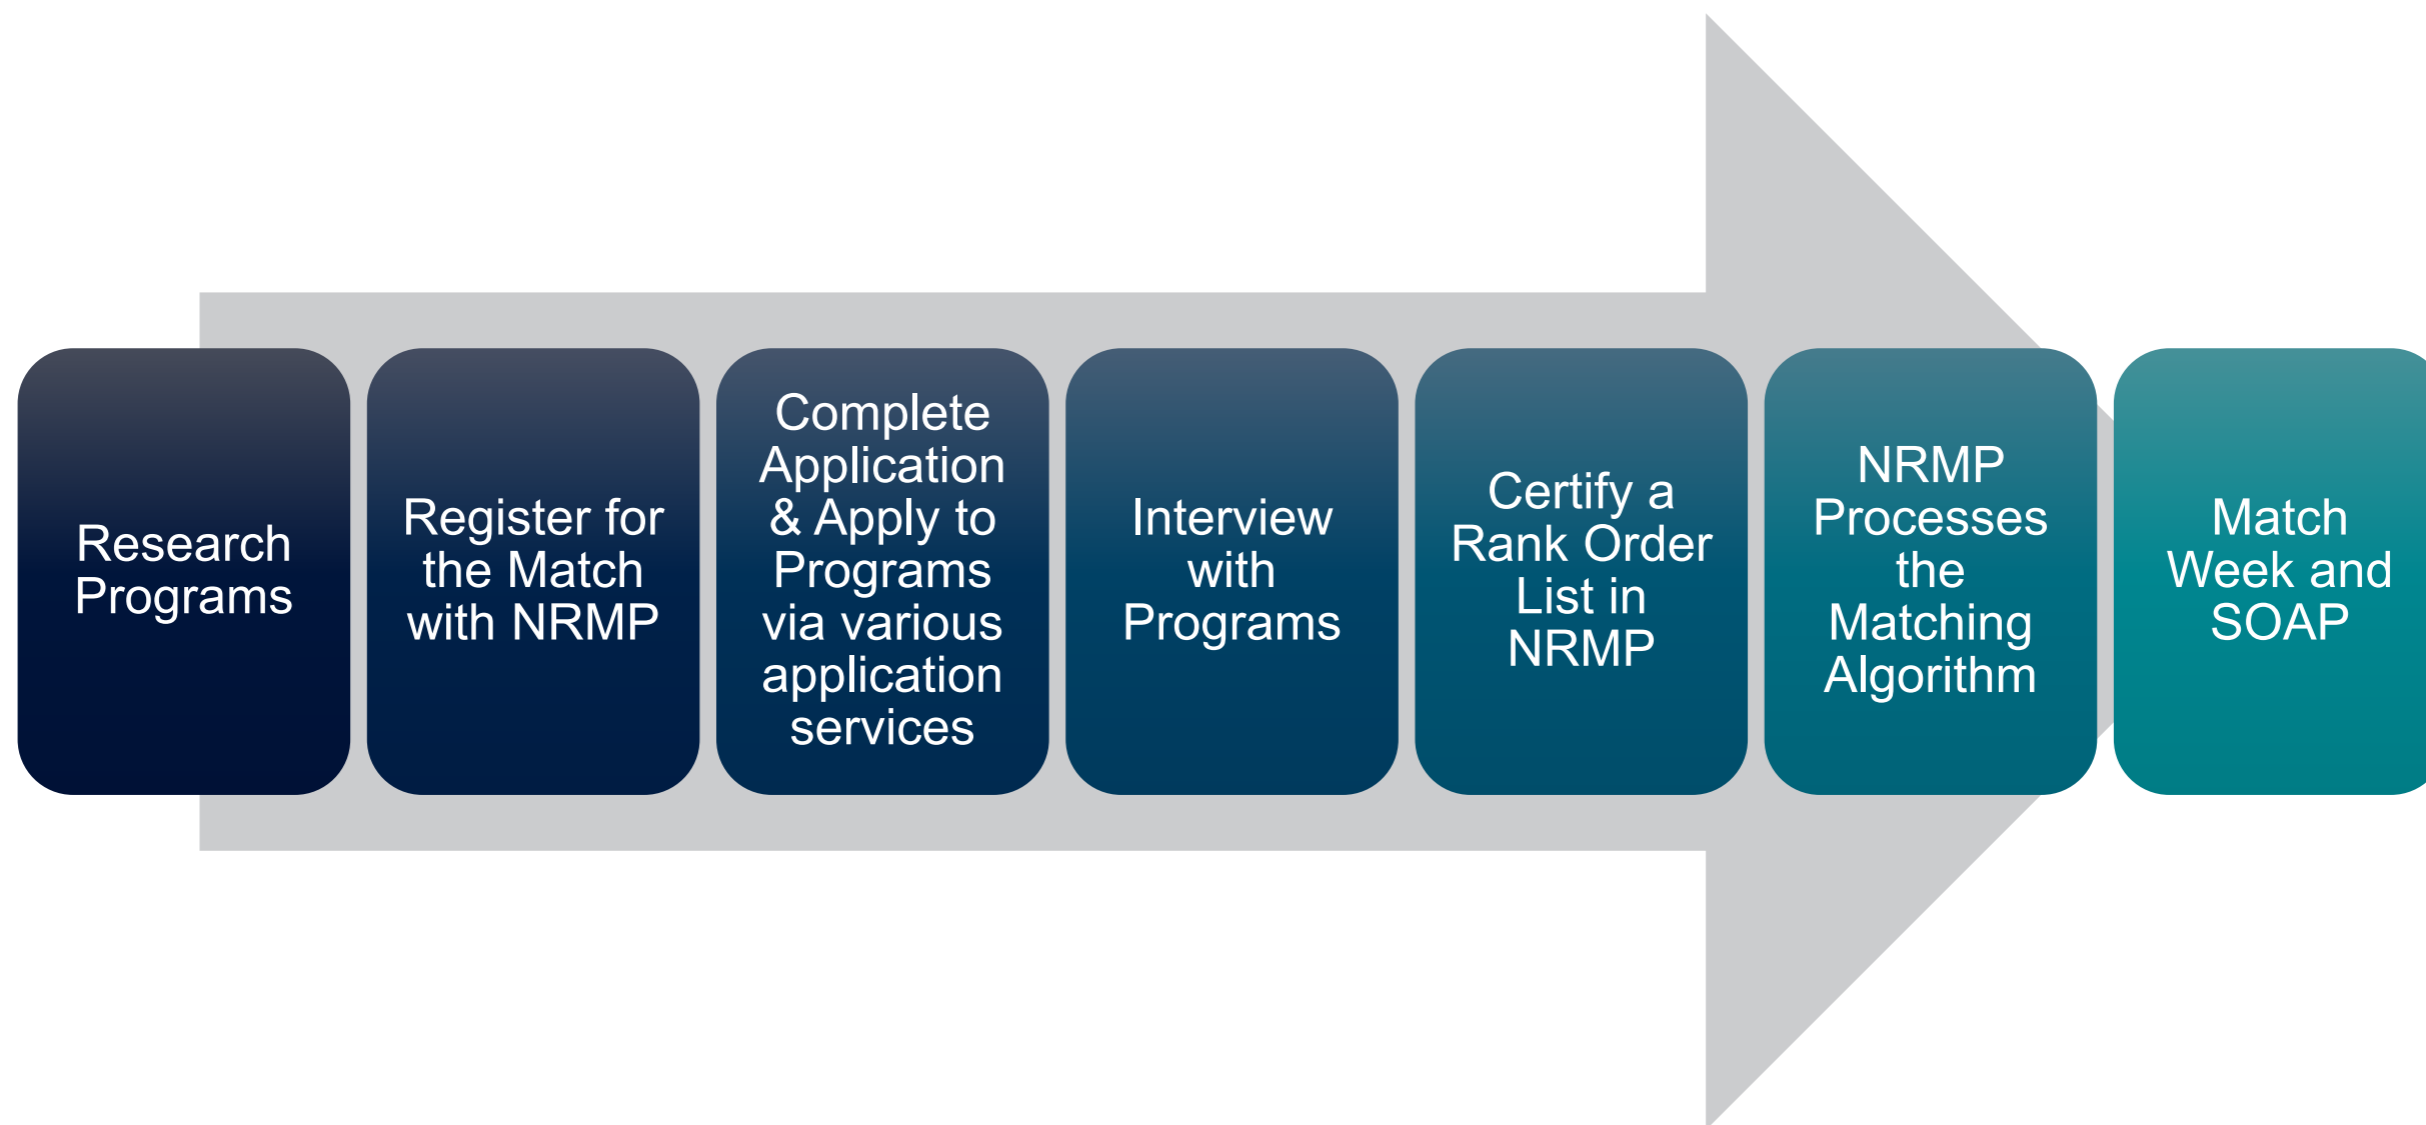 Research
Programs
Register for
the Match
with NRMP
Complete
Application
& Apply to
Programs
via various
application
services
Interview
with
Programs
Certify a
Rank Order
List in
NRMP
NRMP
Processes
the
Matching
Algorithm
Match
Week and
SOAP